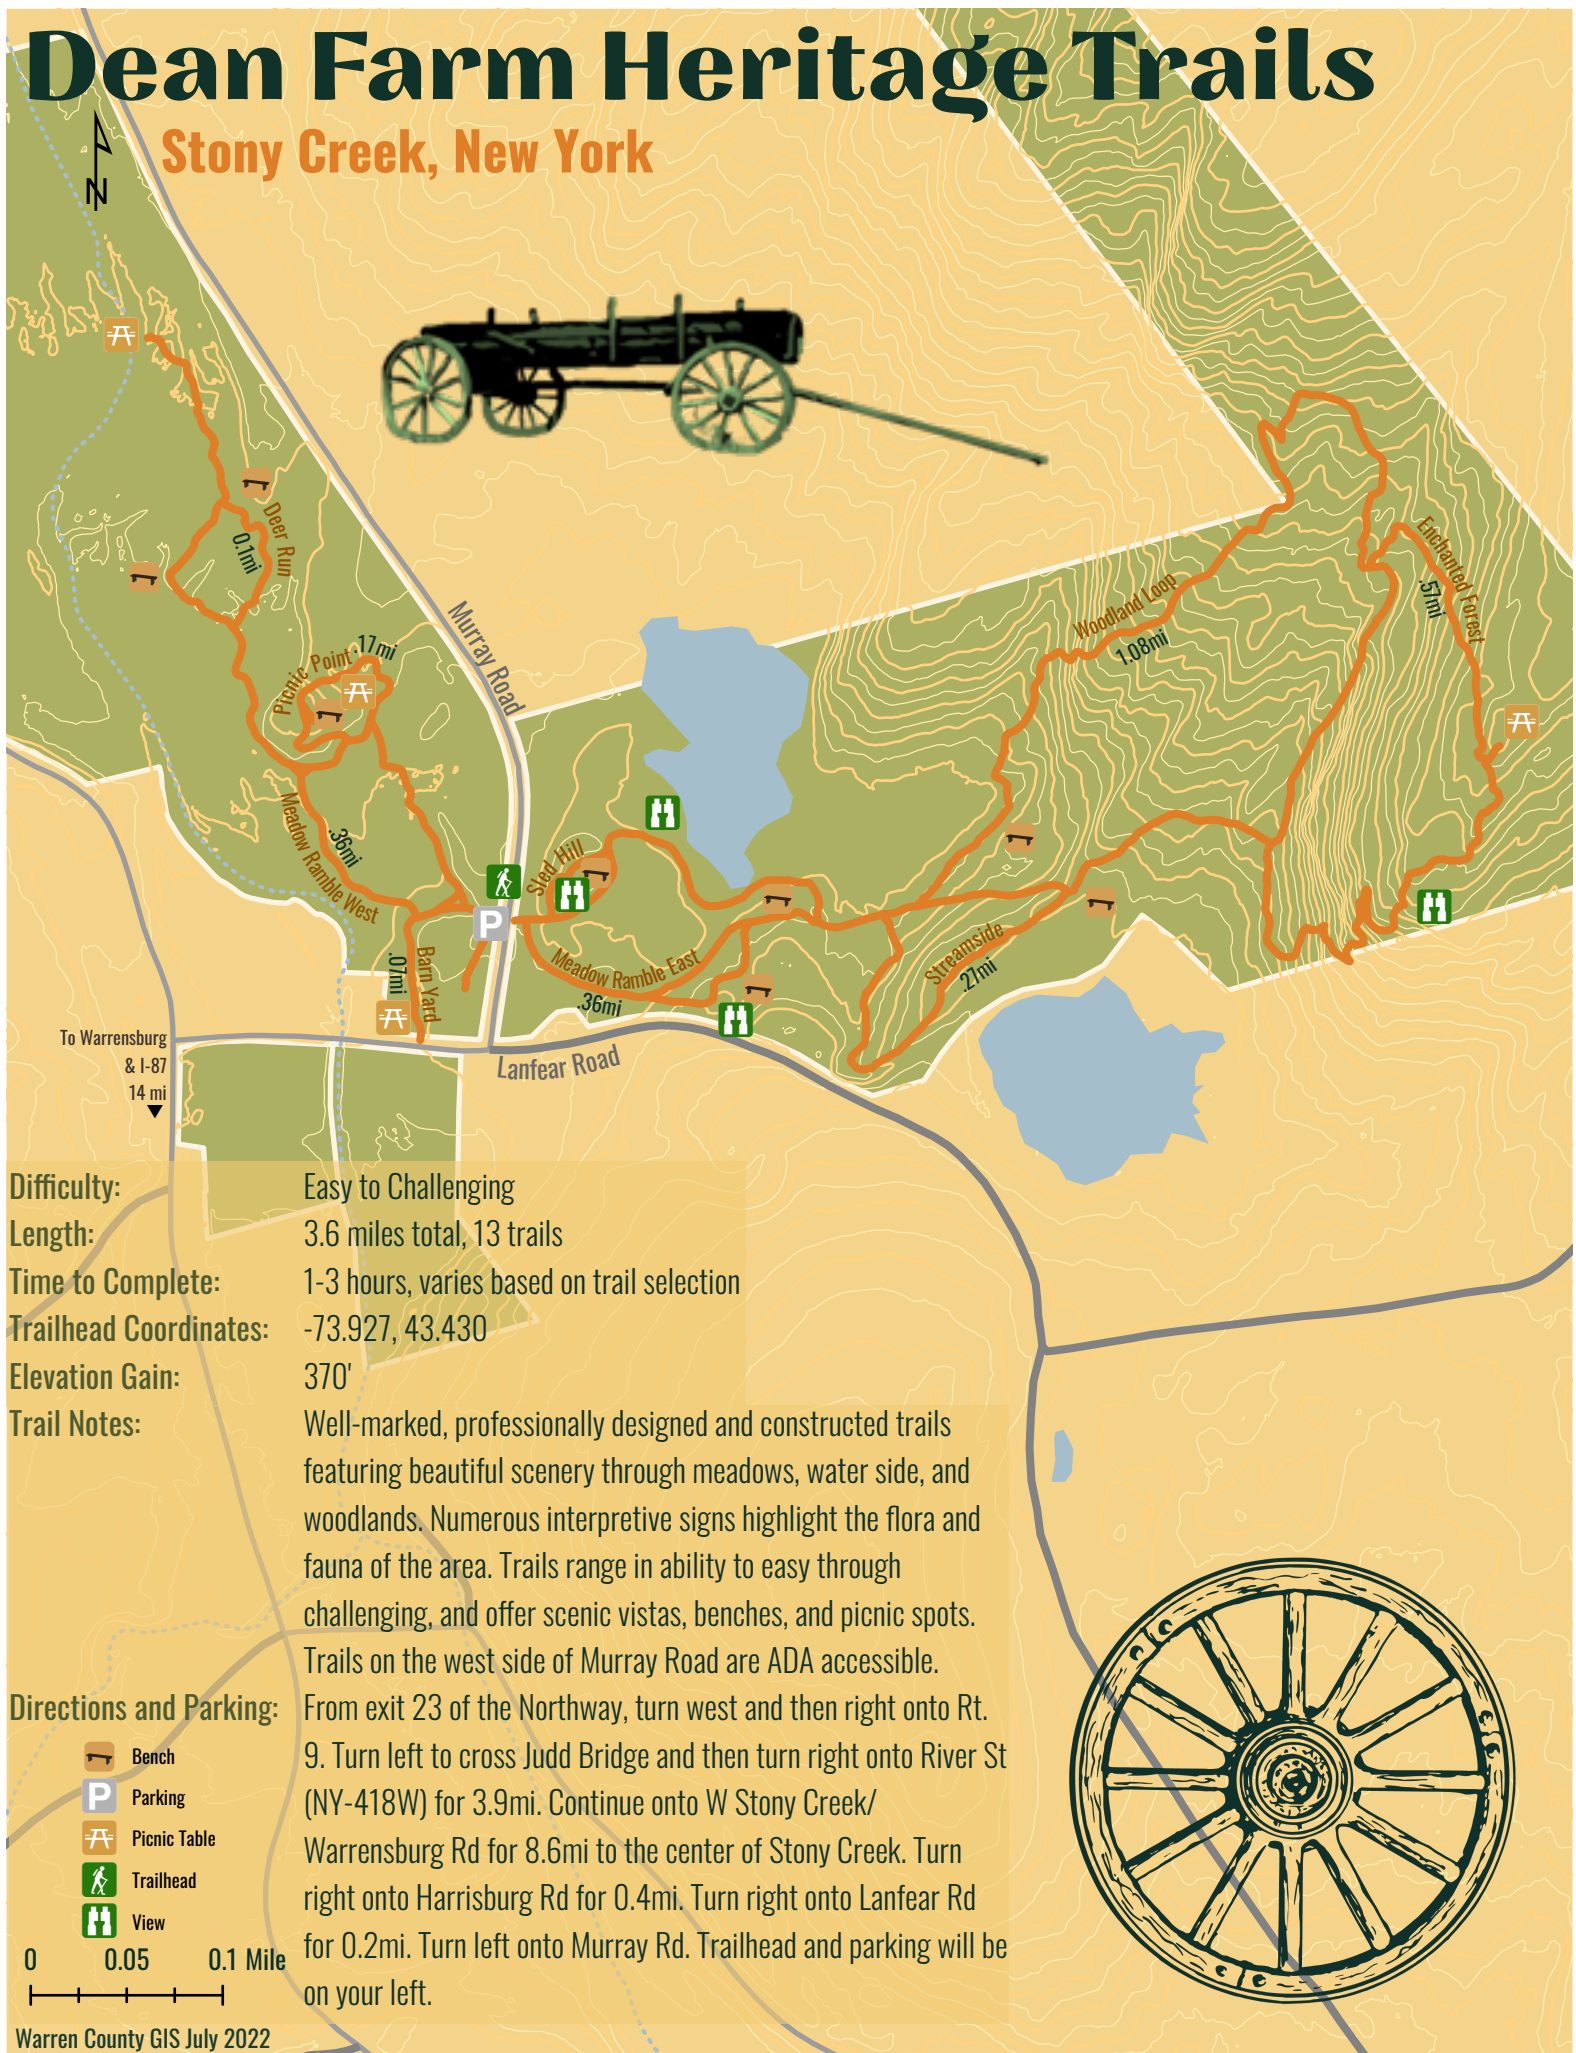 Dean Farm Heritage Trails
Stony Creek, New York
N
Deer Run
0.1mi
Picnic Point
.17mi
Murray Road
Meadow Ramble West
.36mi
Sled Hill
P
Barn Yard
.07mi
Meadow Ramble East
.36mi
Streamside
.27mi
Woodland Loop
1.08mi
Enchanted Forest
.57mi
Lanfear Road
To Warrensburg
& I-87
14 mi
Difficulty: Easy to Challenging
Length: 3.6 miles total, 13 trails
Time to Complete: 1-3 hours, varies based on trail selection
Trailhead Coordinates: -73.927, 43.430
Elevation Gain: 370'
Trail Notes: Well-marked, professionally designed and constructed trails
featuring beautiful scenery through meadows, water side, and
woodlands. Numerous interpretive signs highlight the flora and
fauna of the area. Trails range in ability to easy through
challenging, and offer scenic vistas, benches, and picnic spots.
Trails on the west side of Murray Road are ADA accessible.
Directions and Parking: From exit 23 of the Northway, turn west and then right onto Rt.
9. Turn left to cross Judd Bridge and then turn right onto River St
(NY-418W) for 3.9mi. Continue onto W Stony Creek/
Warrensburg Rd for 8.6mi to the center of Stony Creek. Turn
right onto Harrisburg Rd for 0.4mi. Turn right onto Lanfear Rd
for 0.2mi. Turn left onto Murray Rd. Trailhead and parking will be
on your left.
Bench
P Parking
Picnic Table
Trailhead
View
0 0.05 0.1 Mile
Warren County GIS July 2022